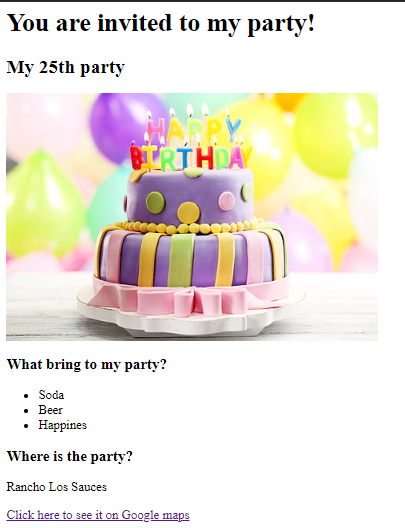 You are invited to my party!
My 25th party
HAPPY
BIRTHDAY
What bring to my party?
Soda
Beer
Happines
Where is the party?
Rancho Los Sauces
Click here to see it on Google maps